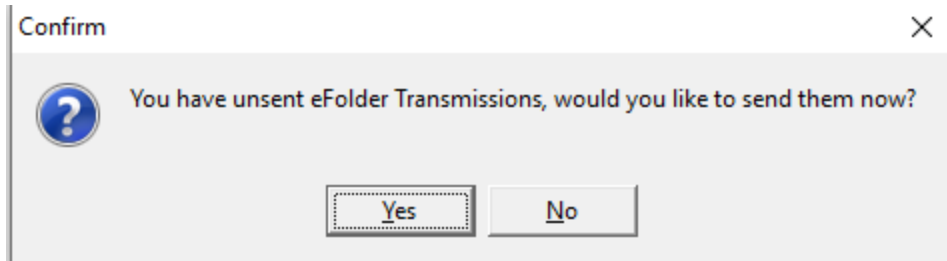 Confirm
You have unsent eFolder Transmissions, would you like to send them now?
Yes
No